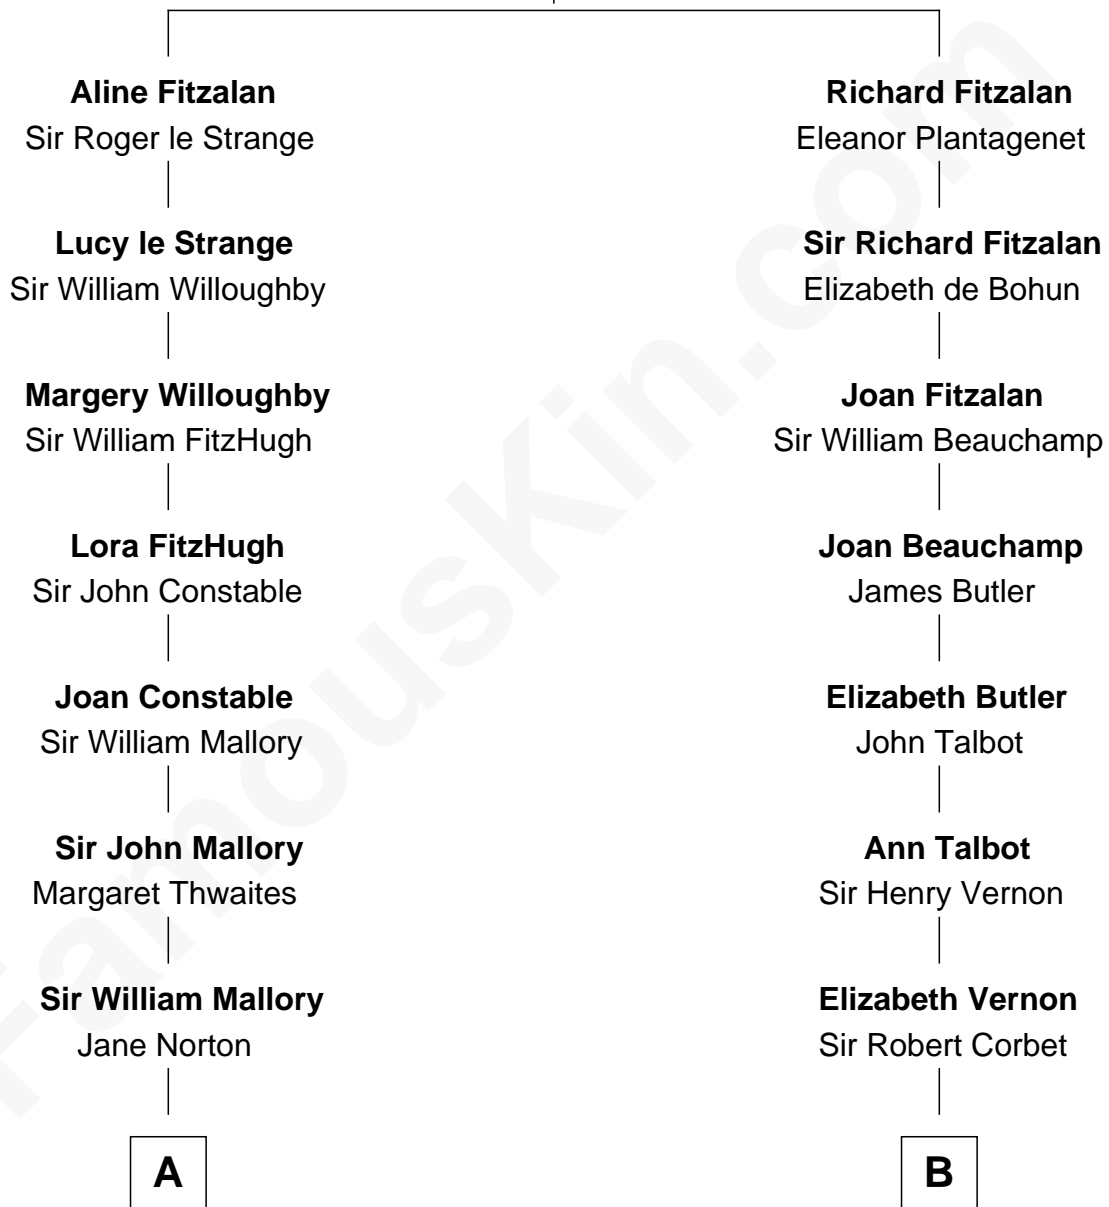 Aline Fitzalan
Sir Roger le Strange
Lucy le Strange
Sir William Willoughby
Margery Willoughby
Sir William FitzHugh
Lora FitzHugh
Sir John Constable
Joan Constable
Sir William Mallory
Sir John Mallory
Margaret Thwaites
Sir William Mallory
Jane Norton
A
Richard Fitzalan
Eleanor Plantagenet
Sir Richard Fitzalan
Elizabeth de Bohun
Joan Fitzalan
Sir William Beauchamp
Joan Beauchamp
James Butler
Elizabeth Butler
John Talbot
Ann Talbot
Sir Henry Vernon
Elizabeth Vernon
Sir Robert Corbet
B
FamousKin.com